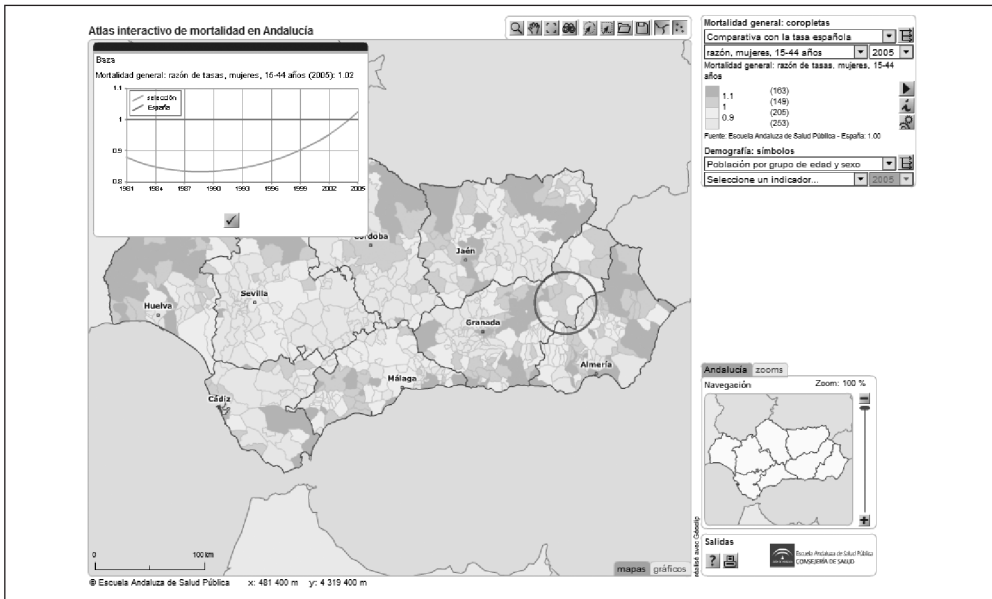 Atlas interactivo de mortalidad en Andalucía
Baza
Mortalidad general: razón de tasas, mujeres, 15-44 años (2005): 1.02
1.1
selección
España
1
0.9
0.8
1981 1984 1987 1990 1993 1996 1999 2002 2005
Córdoba
Jaén
Sevilla
Huelva
Granada
Almería
Málaga
Cádiz
0 100 km
mapas gráficos
© Escuela Andaluza de Salud Pública x: 481 400 m y: 4 319 400 m
Mortalidad general: coropletas
Comparativa con la tasa española
razón, mujeres, 15-44 años 2005
Mortalidad general: razón de tasas, mujeres, 15-44
años
(163)
1.1
(149)
1
(205)
0.9
(253)
Fuente: Escuela Andaluza de Salud Pública - España: 1.00
Demografía: símbolos
Población por grupo de edad y sexo
Seleccione un indicador... 2005
Andalucía zooms
Navegación Zoom: 100 %
Salidas
?
Escuela Andaluza de Salud Pública
CONSEJERÍA DE SALUD